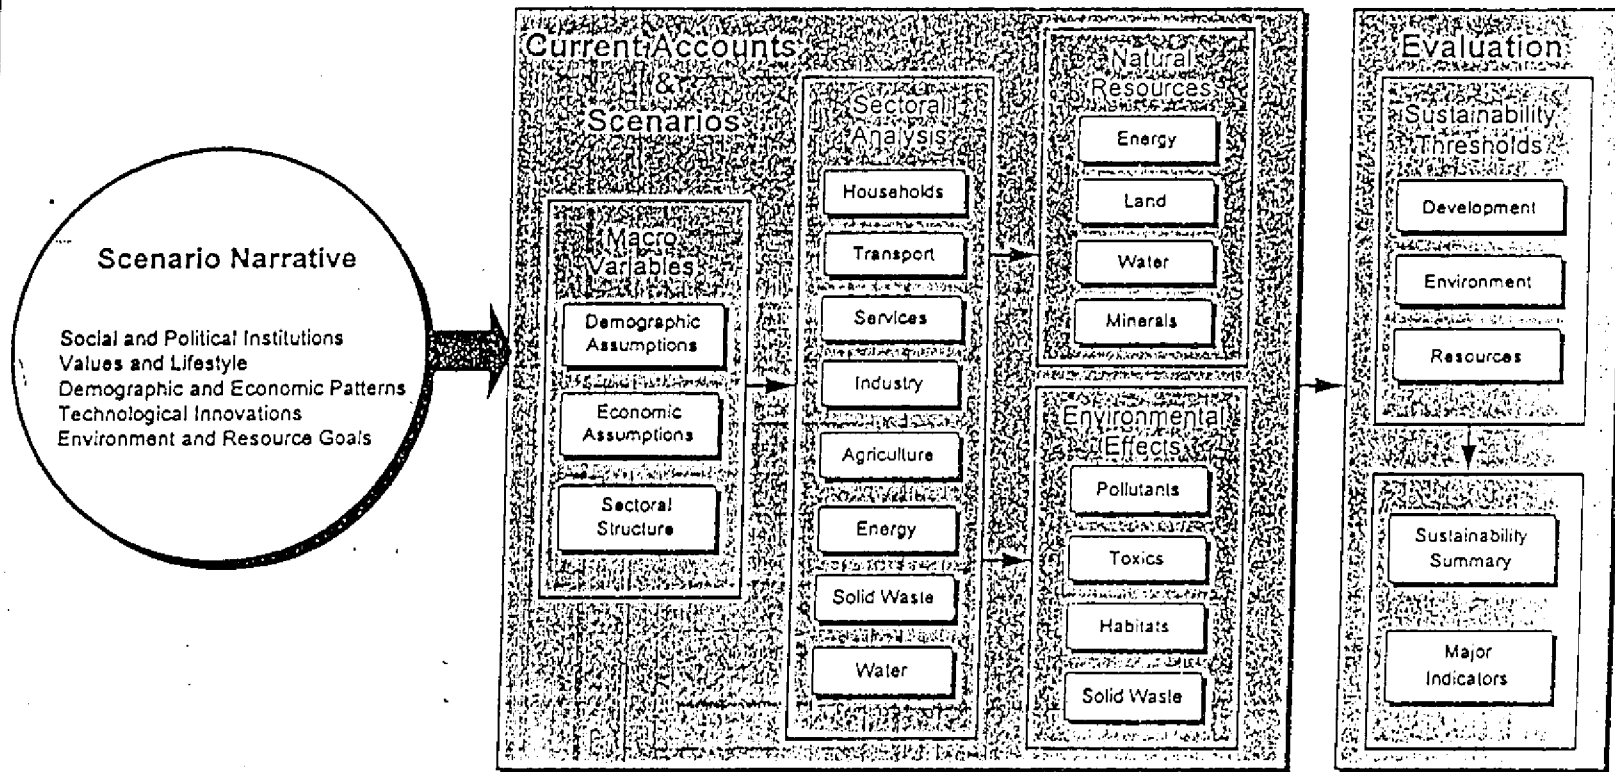 Scenario Narrative
Social and Political Institutions
Values and Lifestyle
Demographic and Economic Patterns
Technological Innovations
Environment and Resource Goals
Current Accounts
&
Scenarios
Macro
Variables
Demographic
Assumptions
Economic
Assumptions
Sectoral
Structure
Sectoral
Analysis
Households
Transport
Services
Industry
Agriculture
Energy
Solid Waste
Water
Natural
Resources
Energy
Land
Water
Minerals
Environmental
Effects
Pollutants
Toxics
Habitats
Solid Waste
Evaluation
Sustainability
Thresholds
Development
Environment
Resources
Sustainability
Summary
Major
Indicators